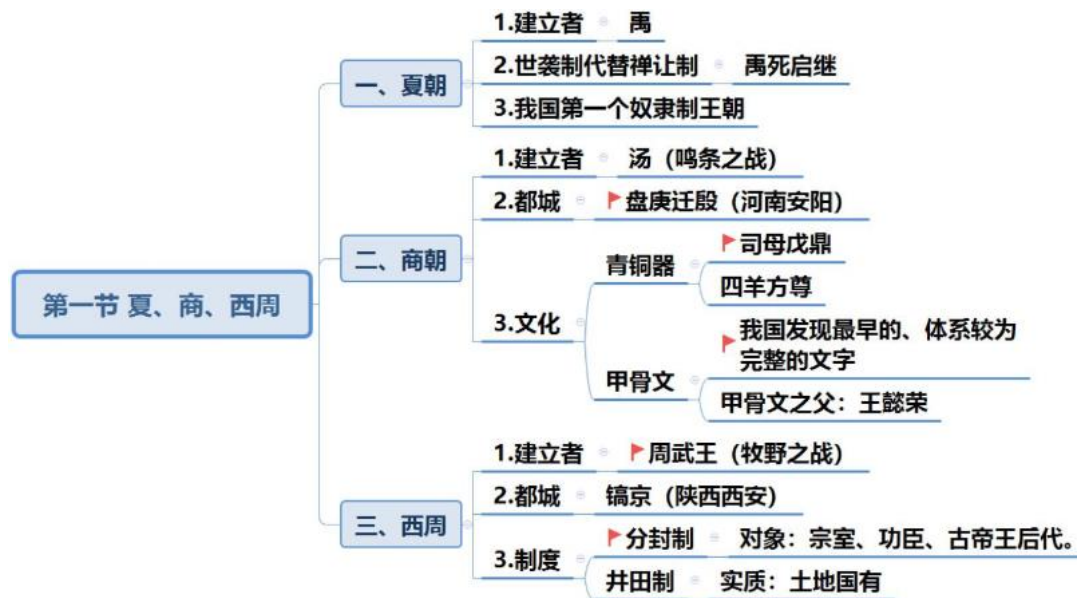 第一节 夏、商、西周
一、夏朝
1.建立者
禹
2.世袭制代替禅让制
禹死启继
3.我国第一个奴隶制王朝
二、商朝
1.建立者
汤（鸣条之战）
2.都城
盘庚迁殷（河南安阳）
3.文化
青铜器
司母戊鼎
四羊方尊
甲骨文
我国发现最早的、体系较为
完整的文字
甲骨文之父：王懿荣
三、西周
1.建立者
周武王（牧野之战）
2.都城
镐京（陕西西安）
3.制度
分封制
对象：宗室、功臣、古帝王后代。
井田制
实质：土地国有